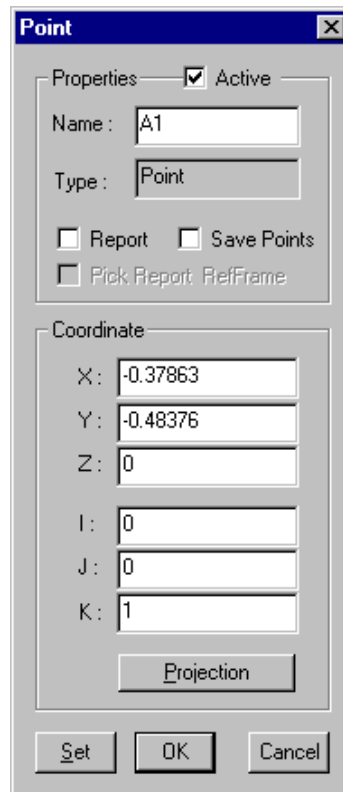 Point
Properties Active
Name : A1
Type : Point
Report Save Points
Pick Report RefFrame
Coordinate
X : -0.37863
Y : -0.48376
Z : 0
I : 0
J : 0
K : 1
Projection
Set OK Cancel